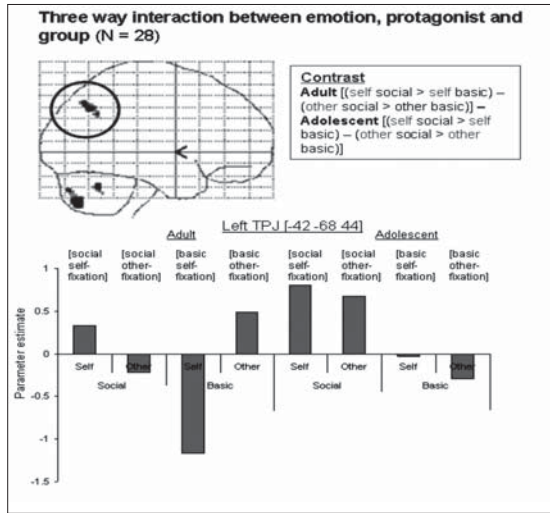 Three way interaction between emotion, protagonist and
group (N = 28)
Contrast
Adult [(self social > self basic) –
(other social > other basic)] –
Adolescent [(self social > self
basic) – (other social > other
basic)]
Left TPJ [-42 -68 44]
Adult
Adolescent
[social self-fixation]
[social other-fixation]
[basic self-fixation]
[basic other-fixation]
[social self-fixation]
[social other-fixation]
[basic self-fixation]
[basic other-fixation]
Parameter estimate
1
0.5
0
-0.5
-1
-1.5
Self
Other
Self
Other
Self
Other
Self
Other
Social
Basic
Social
Basic